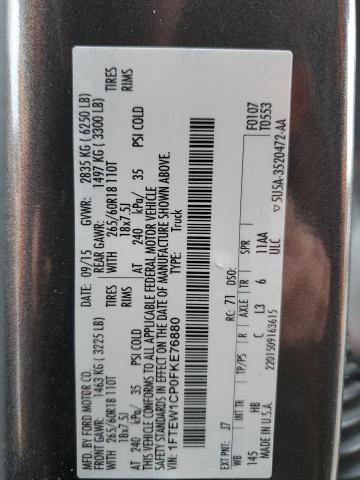 MFD. BY FORD MOTOR CO.
DATE: 09/15 GVWR: 2835 KG ( 6250 LB)
FRONT GAWR: 1463 KG ( 3225 LB) REAR GAWR: 1497 KG ( 3300 LB)
WITH 265/60R18 110T TIRES WITH 265/60R18 110T TIRES
18x7.5J RIMS 18x7.5J RIMS
AT 240 kPa/ 35 PSI COLD AT 240 kPa/ 35 PSI COLD
THIS VEHICLE CONFORMS TO ALL APPLICABLE FEDERAL MOTOR VEHICLE
SAFETY STANDARDS IN EFFECT ON THE DATE OF MANUFACTURE SHOWN ABOVE.
VIN: 1FTEW1CP0FKE76880
TYPE: Truck
F0107
T0553
EXT PNT: J7 RC: 71 DSO:
WB INT TR TP/PS R AXLE TR SPR
145 HB C L3 6 11AA
ULC
MADE IN U.S.A. 2201509163615
▽ 5U5A-3520472-AA